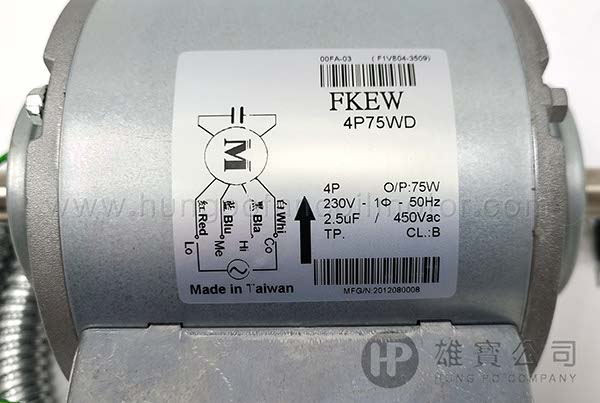 00FA-03 (F1VB04-3509)
FKEW
4P75WD
M
紅Red
藍Blu
黑Bla
白Whi
Lo
Me
Hi
Co
Made in Taiwan
4P O/P:75W
230V - 1Φ - 50Hz
2.5uF / 450Vac
TP. CL.:B
MFG/N:2012080008
HP 雄寶公司
HUNG PO COMPANY